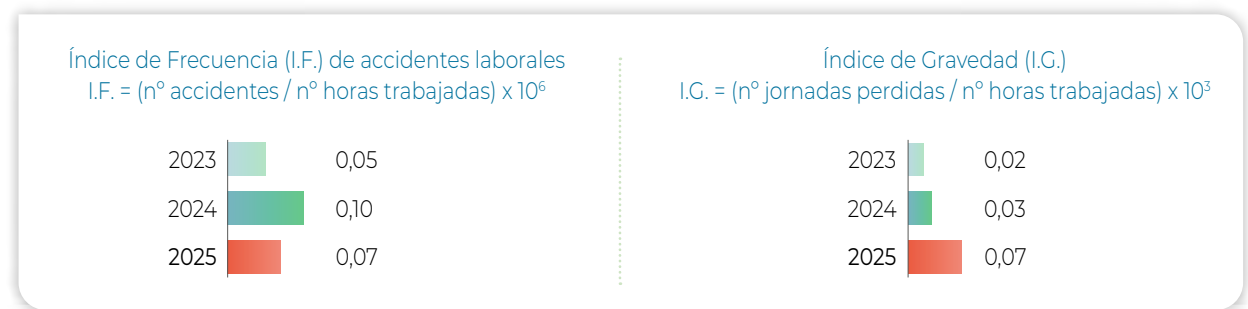 Índice de Frecuencia (I.F.) de accidentes laborales
I.F. = (nº accidentes / nº horas trabajadas) x 10⁶
2023 0,05
2024 0,10
2025 0,07
Índice de Gravedad (I.G.)
I.G. = (nº jornadas perdidas / nº horas trabajadas) x 10³
2023 0,02
2024 0,03
2025 0,07